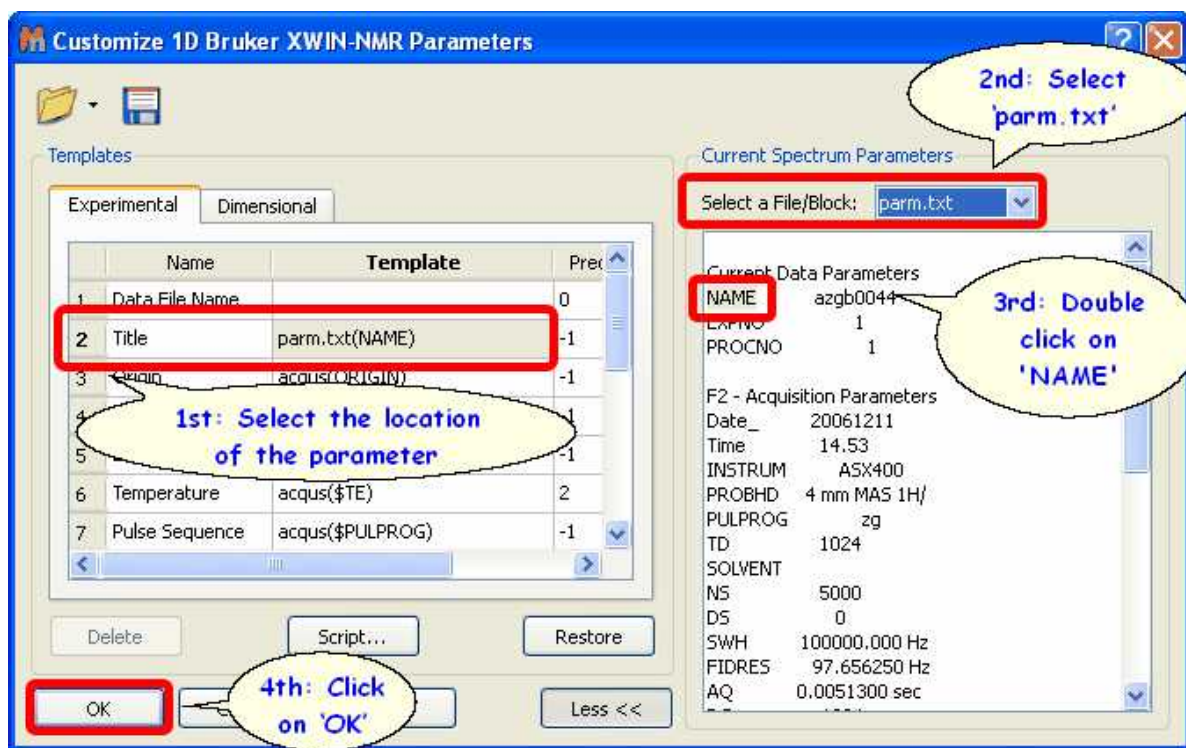 Customize 1D Bruker XWIN-NMR Parameters
2nd: Select
'parm.txt'
Templates
Experimental
Dimensional
Name Template Prec
1 Data File Name 0
2 Title parm.txt(NAME) -1
3 Origin acqus(ORIGIN) -1
1st: Select the location
of the parameter
5 -1
6 Temperature acqus($TE) 2
7 Pulse Sequence acqus($PULPROG) -1
Delete
Script...
Restore
OK
4th: Click
on 'OK'
Less <<
Current Spectrum Parameters
Select a File/Block: parm.txt
Current Data Parameters
NAME azgb0044
EXPNO 1
PROCNO 1
3rd: Double
click on
'NAME'
F2 - Acquisition Parameters
Date_ 20061211
Time 14.53
INSTRUM ASX400
PROBHD 4 mm MAS 1H/
PULPROG zg
TD 1024
SOLVENT
NS 5000
DS 0
SWH 100000.000 Hz
FIDRES 97.656250 Hz
AQ 0.0051300 sec